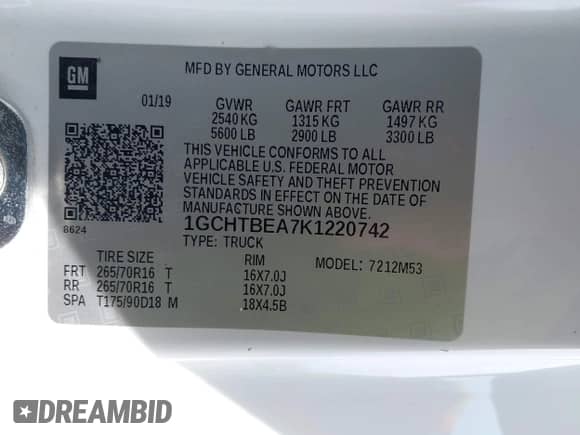 GM
MFD BY GENERAL MOTORS LLC
01/19 GVWR GAWR FRT GAWR RR
2540 KG 1315 KG 1497 KG
5600 LB 2900 LB 3300 LB
THIS VEHICLE CONFORMS TO ALL
APPLICABLE U.S. FEDERAL MOTOR
VEHICLE SAFETY AND THEFT PREVENTION
STANDARDS IN EFFECT ON THE DATE OF
MANUFACTURE SHOWN ABOVE.
8624
1GCHTBEA7K1220742
TYPE: TRUCK
TIRE SIZE RIM MODEL: 7212M53
FRT 265/70R16 T 16X7.0J
RR 265/70R16 T 16X7.0J
SPA T175/90D18 M 18X4.5B
DREAMBID